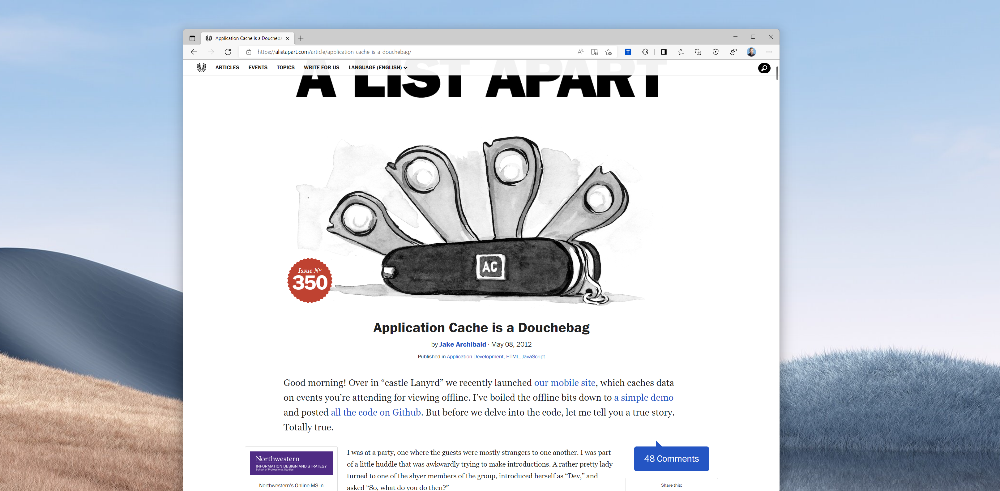 Application Cache is a Doucheba
https://alistapart.com/article/application-cache-is-a-douchebag/
ARTICLES EVENTS TOPICS WRITE FOR US LANGUAGE (ENGLISH)
A LIST APART
AC
Issue Nº
350
Application Cache is a Douchebag
by Jake Archibald · May 08, 2012
Published in Application Development, HTML, JavaScript
Good morning! Over in “castle Lanyrd” we recently launched our mobile site, which caches data
on events you’re attending for viewing offline. I’ve boiled the offline bits down to a simple demo
and posted all the code on Github. But before we delve into the code, let me tell you a true story.
Totally true.
Northwestern
INFORMATION DESIGN AND STRATEGY
School of Professional Studies
Northwestern’s Online MS in
I was at a party, one where the guests were mostly strangers to one another. I was part
of a little huddle that was awkwardly trying to make introductions. A rather pretty lady
turned to one of the shyer members of the group, introduced herself as “Dev,” and
asked “So, what do you do then?”
48 Comments
Share this: